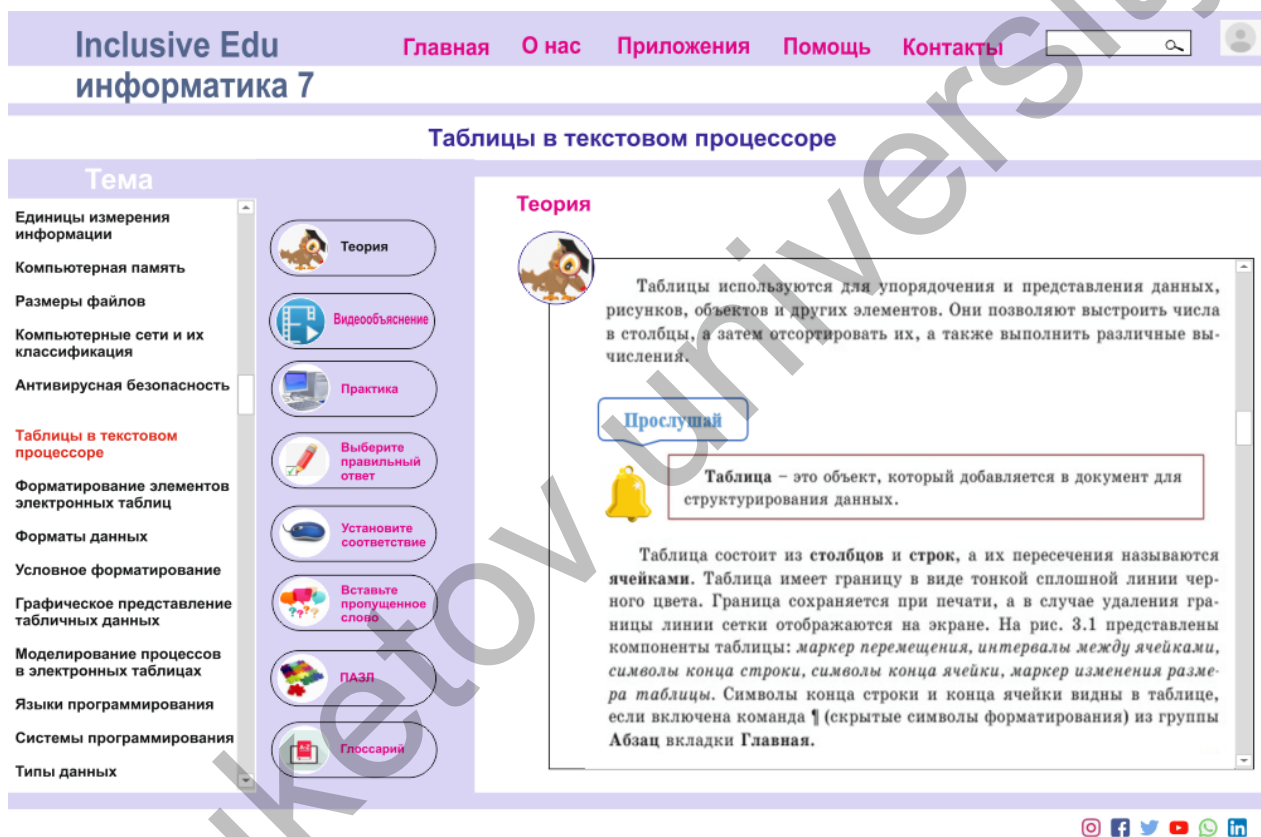 Inclusive Edu
Главная О нас Приложения Помощь Контакты
информатика 7
Таблицы в текстовом процессоре
Тема
Единицы измерения
информации
Компьютерная память
Размеры файлов
Компьютерные сети и их
классификация
Антивирусная безопасность
Таблицы в текстовом
процессоре
Форматирование элементов
электронных таблиц
Форматы данных
Условное форматирование
Графическое представление
табличных данных
Моделирование процессов
в электронных таблицах
Языки программирования
Системы программирования
Типы данных
Теория
Видеообъяснение
Практика
Выберите
правильный
ответ
Установите
соответствие
Вставьте
пропущенное
слово
ПАЗЛ
Глоссарий
Теория
Таблицы используются для упорядочения и представления данных,
рисунков, объектов и других элементов. Они позволяют выстроить числа
в столбцы, а затем отсортировать их, а также выполнить различные вы-
числения.
Прослушай
Таблица – это объект, который добавляется в документ для
структурирования данных.
Таблица состоит из столбцов и строк, а их пересечения называются
ячейками. Таблица имеет границу в виде тонкой сплошной линии чер-
ного цвета. Граница сохраняется при печати, а в случае удаления гра-
ницы линии сетки отображаются на экране. На рис. 3.1 представлены
компоненты таблицы: маркер перемещения, интервалы между ячейками,
символы конца строки, символы конца ячейки, маркер изменения разме-
ра таблицы. Символы конца строки и конца ячейки видны в таблице,
если включена команда ¶ (скрытые символы форматирования) из группы
Абзац вкладки Главная.
uketov university